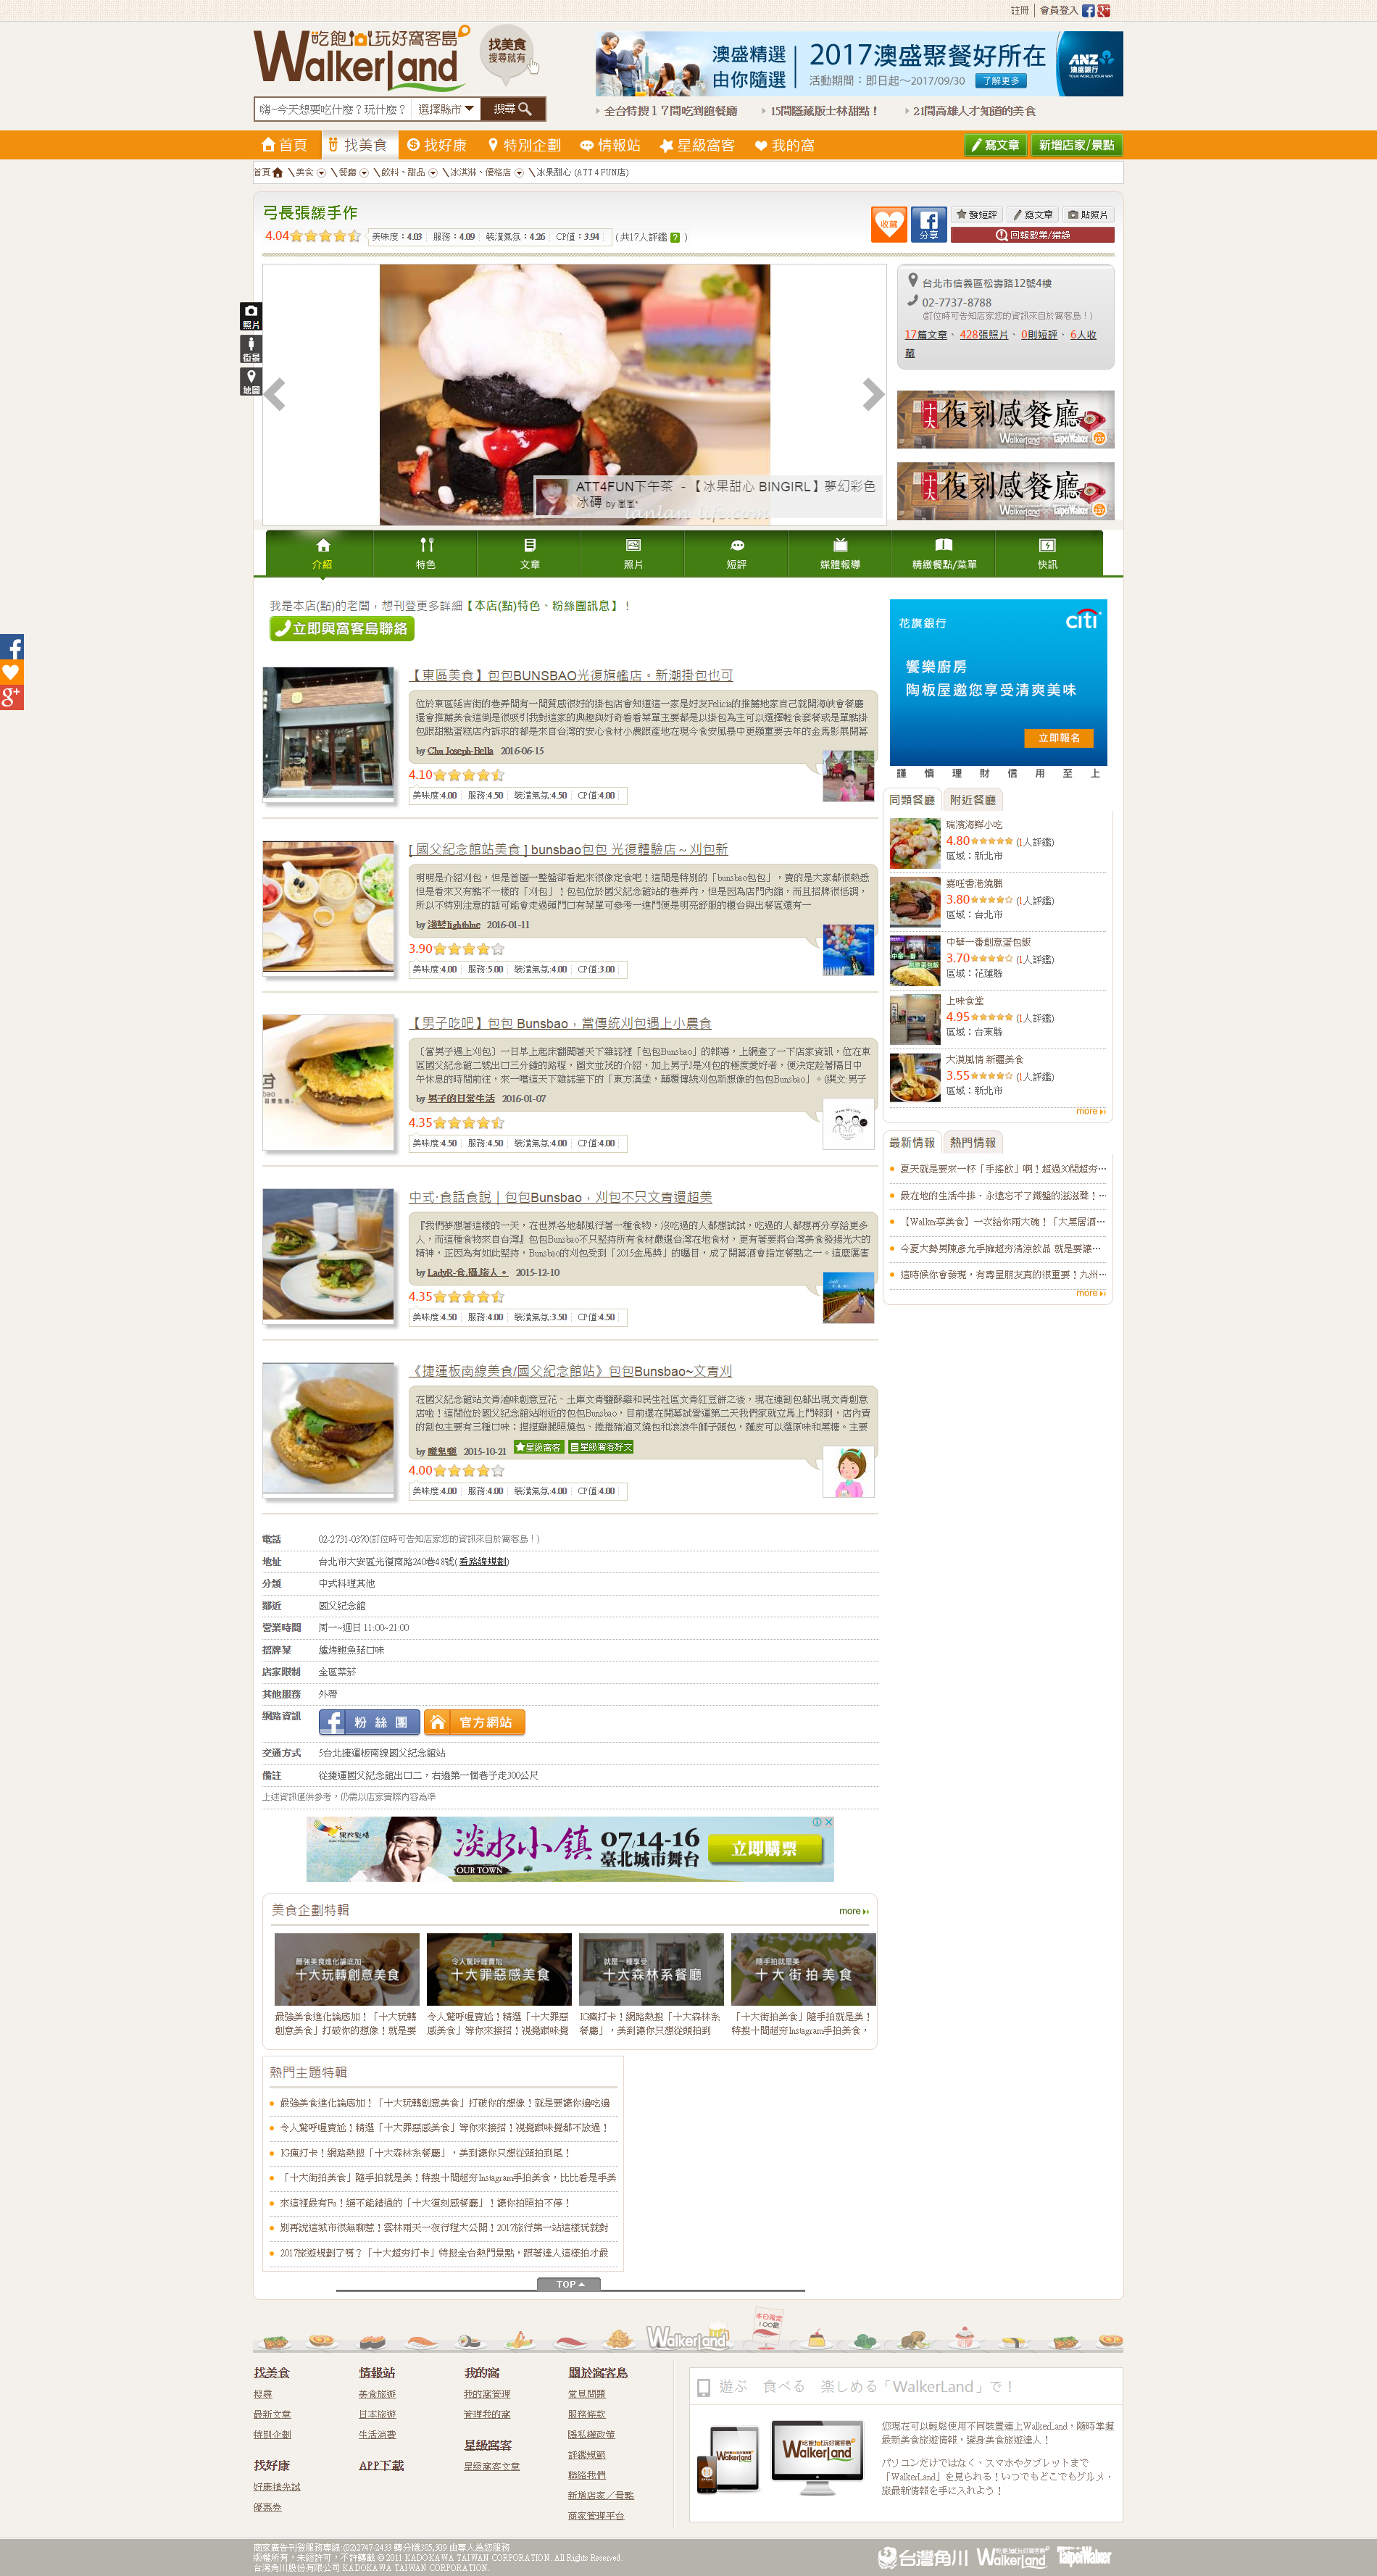 註冊 會員登入
吃飽 玩好窩客島
WalkerLand
找美食
搜尋就有
澳盛精選
由你隨選
2017澳盛聚餐好所在
活動期間：即日起～2017/09/30 了解更多
ANZ
澳盛銀行
嗨~今天想要吃什麼？玩什麼？ 選擇縣市 搜尋
全台特搜１７間吃到飽餐廳 15間隱藏版士林甜點！ 21間高雄人才知道的美食
首頁 找美食 找好康 特別企劃 情報站 星級窩客 我的窩 寫文章 新增店家/景點
首頁 \美食 \餐廳 \飲料、甜品 \冰淇淋、優格店 \冰果甜心 (ATT 4 FUN店)
弓長張鍰手作
4.04 美味度：4.03 服務：4.09 裝潢氣氛：4.26 CP值：3.94 (共17人評鑑 ? )
收藏 分享 發短評 寫文章 貼照片
回報歇業/錯誤
照片
街景
地圖
ATT4FUN下午茶 - 【冰果甜心 BINGIRL】夢幻彩色
冰磚 by 墨墨*
lanlan-life.com
台北市信義區松壽路12號4樓
02-7737-8788
(訂位時可告知店家您的資訊來自於窩客島！)
17篇文章、 428張照片、 0則短評、 6人收
藏
十大復刻感餐廳
十大復刻感餐廳
介紹 特色 文章 照片 短評 媒體報導 精緻餐點/菜單 快訊
我是本店(點)的老闆，想刊登更多詳細【本店(點)特色、粉絲團訊息】！
立即與窩客島聯絡
【東區美食】包包BUNSBAO光復旗艦店。新潮掛包也可
位於東區延吉街的巷弄間有一間質感很好的掛包店會知道這一家是好友Felicia的推薦她家自己就開海峽會餐廳
還會推薦美食這倒是很吸引我對這家的興趣與好奇看看菜單主要都是以掛包為主可以選擇輕食套餐或是單點掛
包跟甜點蛋糕店內訴求的都是來自台灣的安心食材小農跟產地在現今食安風暴中更顯重要去年的金馬影展開幕
by Chu Joseph-Bella 2016-06-15
4.10
美味度:4.00 服務:4.50 裝潢氣氛:4.50 CP值:4.00
[ 國父紀念館站美食 ] bunsbao包包 光復體驗店～刈包新
明明是介紹刈包，但是首圖一整盤卻看起來很像定食吧！這間是特別的「bunsbao包包」，賣的是大家都很熟悉
但是看來又有點不一樣的「刈包」！包包位於國父紀念館站的巷弄內，但是因為店門內縮，而且招牌很低調，
所以不特別注意的話可能會走過頭門口有菜單可參考一進門便是明亮舒服的櫃台與出餐區還有一
by 淺藍lightblue 2016-01-11
3.90
美味度:4.00 服務:5.00 裝潢氣氛:4.00 CP值:3.00
【男子吃吧】包包 Bunsbao，當傳統刈包遇上小農食
〔當男子遇上刈包〕一日早上起床翻閱著天下雜誌裡「包包Bunsbao」的報導，上網查了一下店家資訊，位在東
區國父紀念館二號出口三分鐘的路程，圖文並茂的介紹，加上男子J是刈包的極度愛好者，便決定趁著隔日中
午休息的時間前往，來一嚐這天下雜誌筆下的「東方漢堡，顛覆傳統刈包新想像的包包Bunsbao」。(撰文:男子
by 男子的日常生活 2016-01-07
4.35
美味度:4.50 服務:4.50 裝潢氣氛:4.00 CP值:4.00
中式‧食話食說｜包包Bunsbao，刈包不只文青還超美
『我們夢想著這樣的一天，在世界各地都風行著一種食物，沒吃過的人都想試試，吃過的人都想再分享給更多
人，而這種食物來自台灣』包包Bunsbao不只堅持所有食材嚴選台灣在地食材，更有著要將台灣美食發揚光大的
精神，正因為有如此堅持，Bunsbao的刈包受到「2015金馬獎」的矚目，成了開幕酒會指定餐點之一。這麼厲害
by LadyR-食.攝.旅人。 2015-12-10
4.35
美味度:4.50 服務:4.00 裝潢氣氛:3.50 CP值:4.50
《捷運板南線美食/國父紀念館站》包包Bunsbao~文青刈
在國父紀念館站文青滷味創意豆花、土庫文青鹽酥雞和民生社區文青紅豆餅之後，現在連割包都出現文青創意
店啦！這間位於國父紀念館站附近的包包Bunsbao，目前還在開幕試營運第二天我們家就立馬上門報到，店內賣
的割包主要有三種口味：捏捏雞腿照燒包、捲捲豬滷叉燒包和滾滾牛獅子頭包，麵皮可以選原味和黑糖。主要
by 魔鬼甄 2015-10-21 星級窩客 星級窩客好文
4.00
美味度:4.00 服務:4.00 裝潢氣氛:4.00 CP值:4.00
電話 02-2731-0370(訂位時可告知店家您的資訊來自於窩客島！)
地址 台北市大安區光復南路240巷48號(看路線規劃)
分類 中式料理其他
鄰近 國父紀念館
營業時間 周一~週日 11:00~21:00
招牌菜 爐烤鮑魚菇口味
店家限制 全區禁菸
其他服務 外帶
網路資訊 粉絲團 官方網站
交通方式 5台北捷運板南線國父紀念館站
備註 從捷運國父紀念館出口二，右邊第一個巷子走300公尺
上述資訊僅供參考，仍需以店家實際內容為準
淡水小鎮 OUR TOWN 07/14-16 臺北城市舞台 立即購票
花旗銀行 citi
饗樂廚房
陶板屋邀您享受清爽美味
立即報名
謹慎理財信用至上
同類餐廳 附近餐廳
瑞濱海鮮小吃
4.80 (1人評鑑)
區域：新北市
寶旺香港燒臘
3.80 (1人評鑑)
區域：台北市
中華一番創意蛋包飯
3.70 (1人評鑑)
區域：花蓮縣
上味食堂
4.95 (1人評鑑)
區域：台東縣
大漠風情 新疆美食
3.55 (1人評鑑)
區域：新北市
more
最新情報 熱門情報
夏天就是要來一杯「手搖飲」啊！超過30間超夯…
最在地的生活牛排．永遠忘不了鐵盤的滋滋聲！…
【Walker享美食】一次給你兩大碗！「大黑居酒…
今夏大勢男陳彥允手擁超夯清涼飲品 就是要讓…
這時候你會發現，有壽星朋友真的很重要！九州…
more
美食企劃特輯 more
最強美食進化論底加！ 十大玩轉創意美食
令人驚呼喔賣尬 十大罪惡感美食
就是一種享受 十大森林系餐廳
隨手拍就是美 十大街拍美食
最強美食進化論底加！「十大玩轉
創意美食」打破你的想像！就是要
令人驚呼喔賣尬！精選「十大罪惡
感美食」等你來接招！視覺跟味覺
IG瘋打卡！網路熱搜「十大森林系
餐廳」，美到讓你只想從頭拍到
「十大街拍美食」隨手拍就是美！
特搜十間超夯Instagram手拍美食，
熱門主題特輯
最強美食進化論底加！「十大玩轉創意美食」打破你的想像！就是要讓你邊吃邊
令人驚呼喔賣尬！精選「十大罪惡感美食」等你來接招！視覺跟味覺都不放過！
IG瘋打卡！網路熱搜「十大森林系餐廳」，美到讓你只想從頭拍到尾！
「十大街拍美食」隨手拍就是美！特搜十間超夯Instagram手拍美食，比比看是手美
來這裡最有Fu！絕不能錯過的「十大復刻感餐廳」！讓你拍照拍不停！
別再說這城市很無聊惹！雲林兩天一夜行程大公開！2017旅行第一站這樣玩就對
2017旅遊規劃了嗎？「十大超夯打卡」特搜全台熱門景點，跟著達人這樣拍才最
TOP
WalkerLand
本日限定100盤
找美食 情報站 我的窩 關於窩客島
搜尋 美食旅遊 我的窩管理 常見問題
最新文章 日本旅遊 管理我的窩 服務條款
特別企劃 生活消費 隱私權政策
星級窩客 評鑑規範
找好康 APP下載 星級窩客文章 聯絡我們
好康搶先試 新增店家／景點
優惠券 商家管理平台
遊ぶ 食べる 楽しめる「WalkerLand」で！
您現在可以輕鬆使用不同裝置連上WalkerLand，隨時掌握
最新美食旅遊情報，變身美食旅遊達人！
パソコンだけではなく、スマホやタブレットまで
「WalkerLand」を見られる！いつでもどこでもグルメ・
旅最新情報を手に入れよう！
商家廣告刊登服務專線:(02)2747-2433 轉分機305,309 由專人為您服務
版權所有，未經許可，不許轉載 © 2011 KADOKAWA TAIWAN CORPORATION. All Rights Reserved.
台灣角川股份有限公司 KADOKAWA TAIWAN CORPORATION.
台灣角川 WalkerLand TaipeiWalker